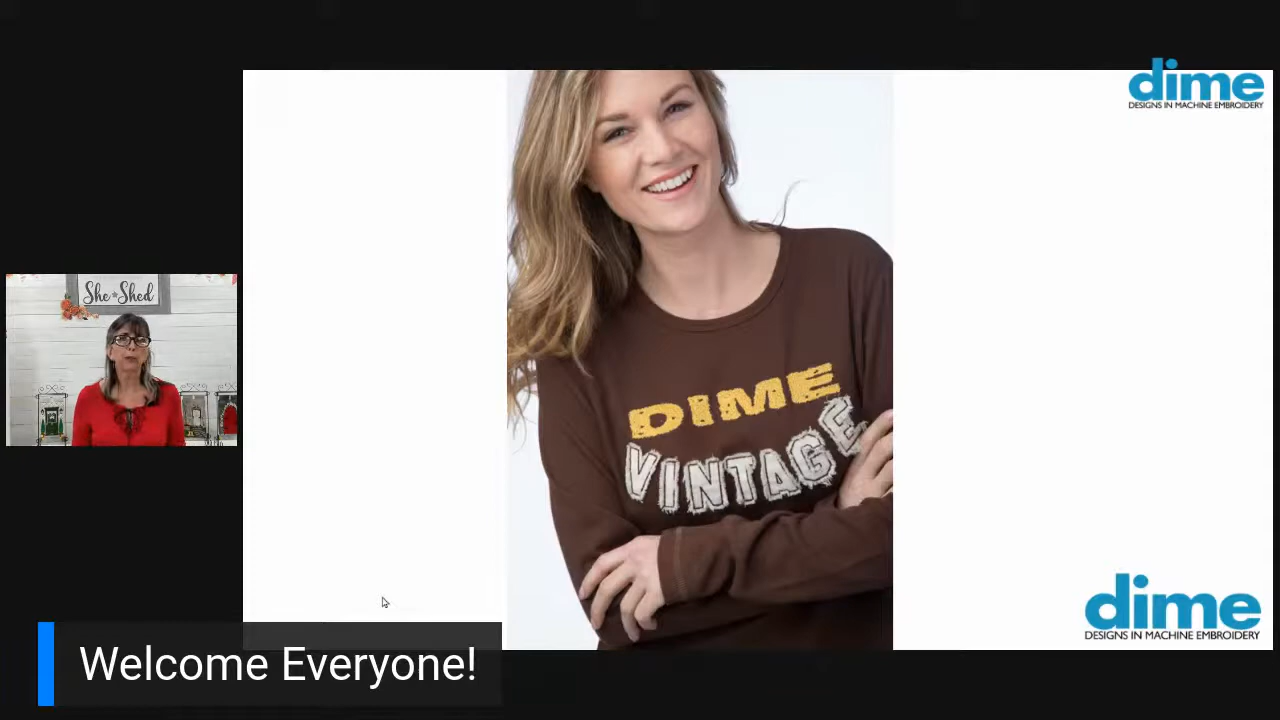 dime
DESIGNS IN MACHINE EMBROIDERY
She Shed
DIME
VINTAGE
dime
DESIGNS IN MACHINE EMBROIDERY
Welcome Everyone!